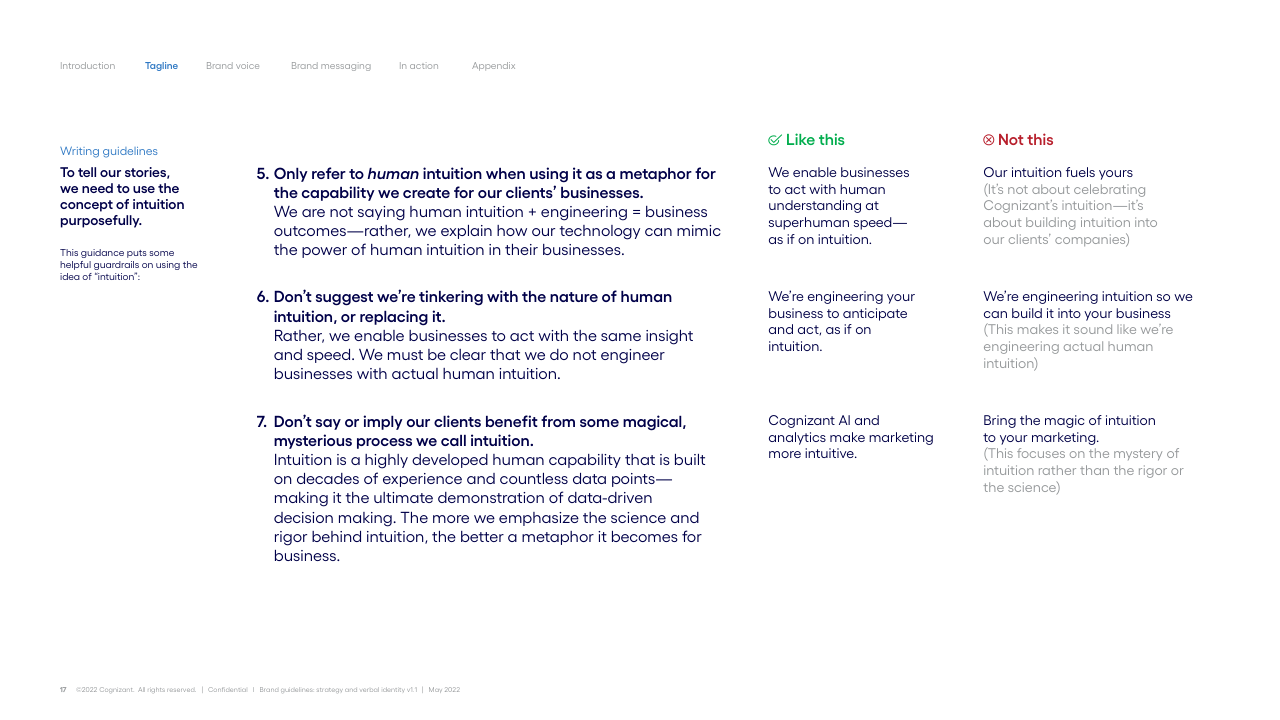 Introduction
Tagline
Brand voice
Brand messaging
In action
Appendix
Writing guidelines
To tell our stories,
we need to use the
concept of intuition
purposefully.
This guidance puts some
helpful guardrails on using the
idea of “intuition”:
5. Only refer to human intuition when using it as a metaphor for
the capability we create for our clients’ businesses.
We are not saying human intuition + engineering = business
outcomes—rather, we explain how our technology can mimic
the power of human intuition in their businesses.
6. Don’t suggest we’re tinkering with the nature of human
intuition, or replacing it.
Rather, we enable businesses to act with the same insight
and speed. We must be clear that we do not engineer
businesses with actual human intuition.
7. Don’t say or imply our clients benefit from some magical,
mysterious process we call intuition.
Intuition is a highly developed human capability that is built
on decades of experience and countless data points—
making it the ultimate demonstration of data-driven
decision making. The more we emphasize the science and
rigor behind intuition, the better a metaphor it becomes for
business.
Like this
We enable businesses
to act with human
understanding at
superhuman speed—
as if on intuition.
We’re engineering your
business to anticipate
and act, as if on
intuition.
Cognizant AI and
analytics make marketing
more intuitive.
Not this
Our intuition fuels yours
(It’s not about celebrating
Cognizant’s intuition—it’s
about building intuition into
our clients’ companies)
We’re engineering intuition so we
can build it into your business
(This makes it sound like we’re
engineering actual human
intuition)
Bring the magic of intuition
to your marketing.
(This focuses on the mystery of
intuition rather than the rigor or
the science)
17 ©2022 Cognizant. All rights reserved. | Confidential | Brand guidelines: strategy and verbal identity v1.1 | May 2022